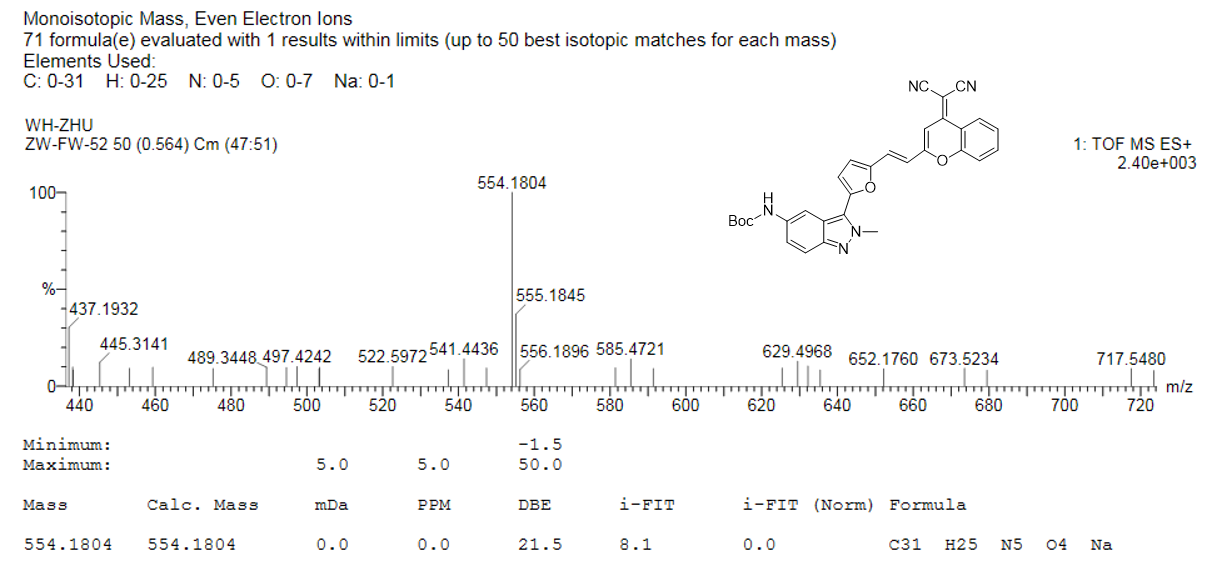 Monoisotopic Mass, Even Electron Ions
71 formula(e) evaluated with 1 results within limits (up to 50 best isotopic matches for each mass)
Elements Used:
C: 0-31 H: 0-25 N: 0-5 O: 0-7 Na: 0-1
WH-ZHU
ZW-FW-52 50 (0.564) Cm (47:51)
1: TOF MS ES+
2.40e+003
NC CN
O
O
H
N
Boc
N
N
100
%
0
554.1804
555.1845
437.1932
445.3141
489.3448 497.4242
522.5972
541.4436
556.1896
585.4721
629.4968
652.1760
673.5234
717.5480
m/z
440 460 480 500 520 540 560 580 600 620 640 660 680 700 720
Minimum: -1.5
Maximum: 5.0 5.0 50.0
Mass Calc. Mass mDa PPM DBE i-FIT i-FIT (Norm) Formula
554.1804 554.1804 0.0 0.0 21.5 8.1 0.0 C31 H25 N5 O4 Na